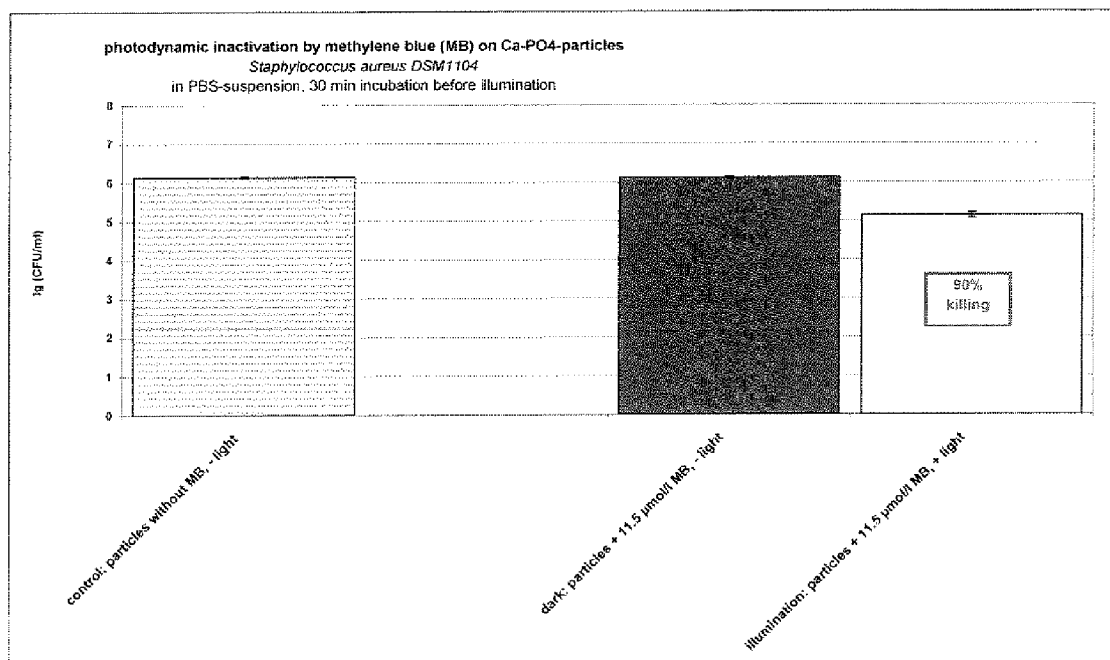 photodynamic inactivation by methylene blue (MB) on Ca-PO4-particles
Staphylococcus aureus DSM1104
in PBS-suspension, 30 min incubation before illumination
8
7
6
5
4
3
2
1
0
lg (CFU/ml)
90%
killing
control: particles without MB, - light
dark: particles + 11.5 µmol/l MB, - light
illumination: particles + 11.5 µmol/l MB, + light